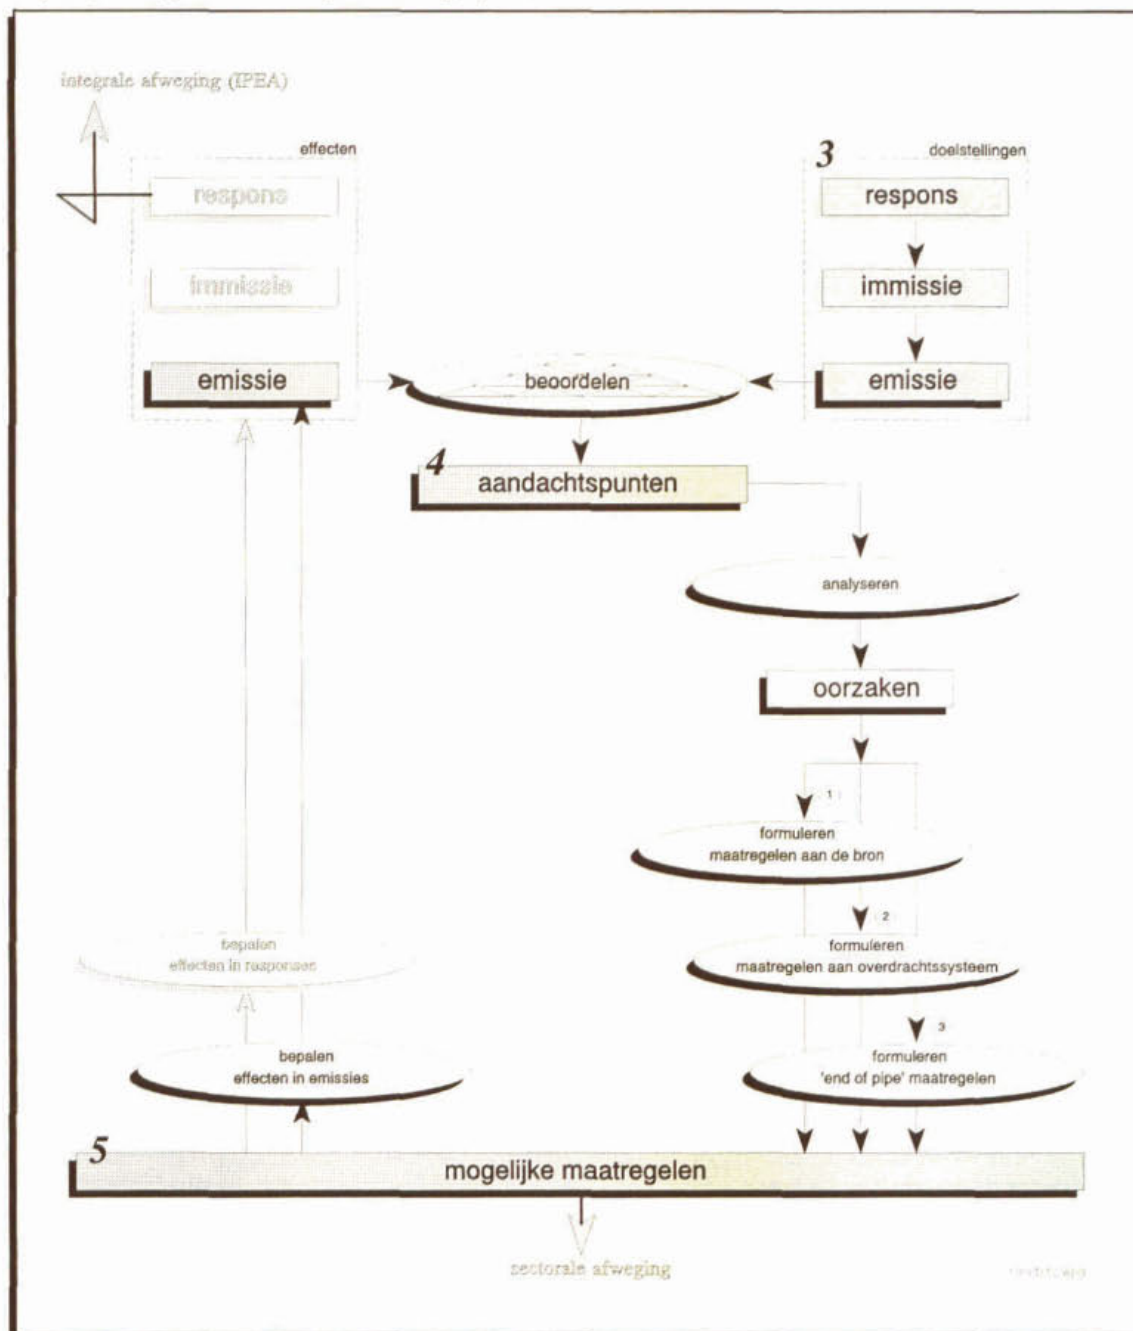 integrale afweging (IPEA)
effecten
respons
immissie
emissie
3
doelstellingen
respons
immissie
emissie
beoordelen
4
aandachtspunten
analyseren
oorzaken
1
formuleren
maatregelen aan de bron
2
formuleren
maatregelen aan overdrachtssysteem
3
formuleren
'end of pipe' maatregelen
bepalen
effecten in responses
bepalen
effecten in emissies
5
mogelijke maatregelen
sectorale afweging